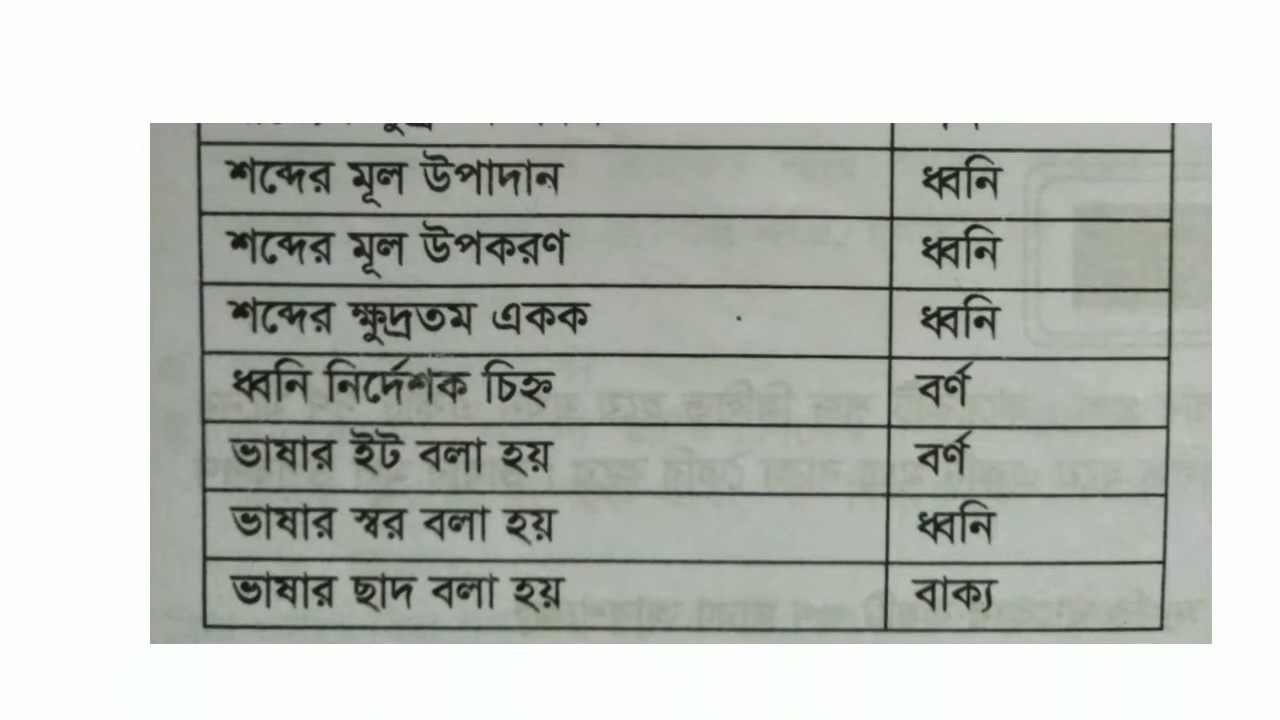 শব্দের মূল উপাদান ধ্বনি
শব্দের মূল উপকরণ ধ্বনি
শব্দের ক্ষুদ্রতম একক ধ্বনি
ধ্বনি নির্দেশক চিহ্ন বর্ণ
ভাষার ইট বলা হয় বর্ণ
ভাষার স্বর বলা হয় ধ্বনি
ভাষার ছাদ বলা হয় বাক্য